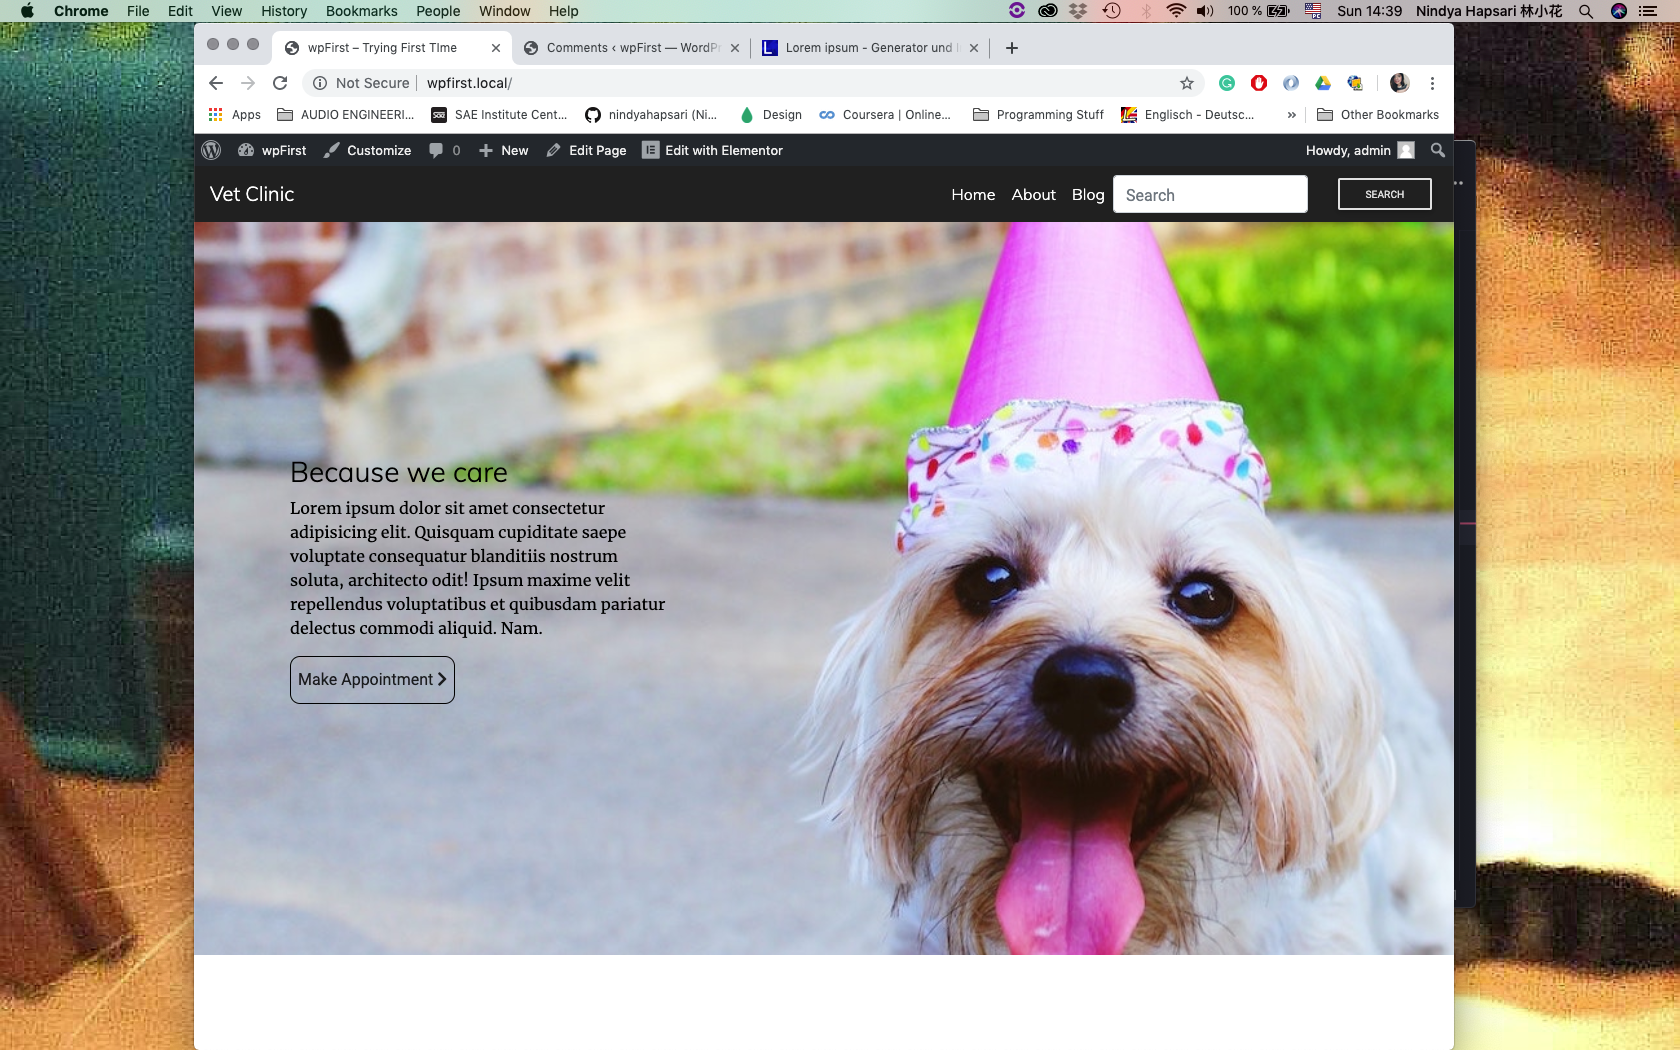 Chrome File Edit View History Bookmarks People Window Help 100 % Sun 14:39 Nindya Hapsari 林小花
wpFirst – Trying First TIme
Comments ‹ wpFirst — WordPr
Lorem ipsum - Generator und I
Not Secure wpfirst.local/
Apps AUDIO ENGINEERI... SAE Institute Cent... nindyahapsari (Ni... Design Coursera | Online... Programming Stuff Englisch - Deutsc... » Other Bookmarks
wpFirst Customize 0 New Edit Page Edit with Elementor Howdy, admin
Vet Clinic Home About Blog Search SEARCH
Because we care
Lorem ipsum dolor sit amet consectetur
adipisicing elit. Quisquam cupiditate saepe
voluptate consequatur blanditiis nostrum
soluta, architecto odit! Ipsum maxime velit
repellendus voluptatibus et quibusdam pariatur
delectus commodi aliquid. Nam.
Make Appointment